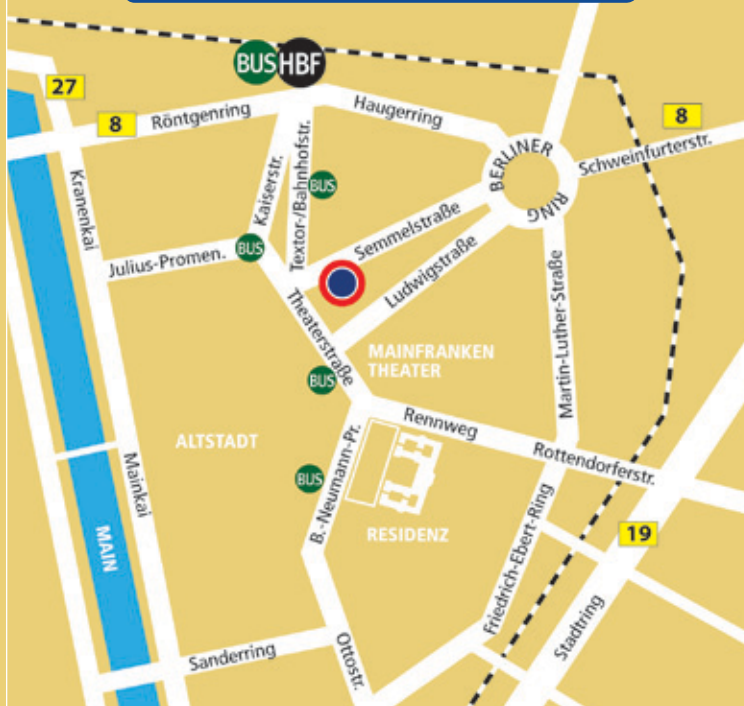 BUS HBF
27
8
Röntgenring
Haugerring
8
Schweinfurterstr.
BERLINER
RING
Kranenkai
Kaiserstr.
Textor-/Bahnhofstr.
BUS
Semmelstraße
Ludwigstraße
Julius-Promen.
BUS
Theaterstraße
Martin-Luther-Straße
MAINFRANKEN
THEATER
BUS
Rennweg
Rottendorferstr.
ALTSTADT
Mainkai
BUS
B.-Neumann-Pr.
RESIDENZ
MAIN
19
Friedrich-Ebert-Ring
Stadtring
Sanderring
Ottostr.